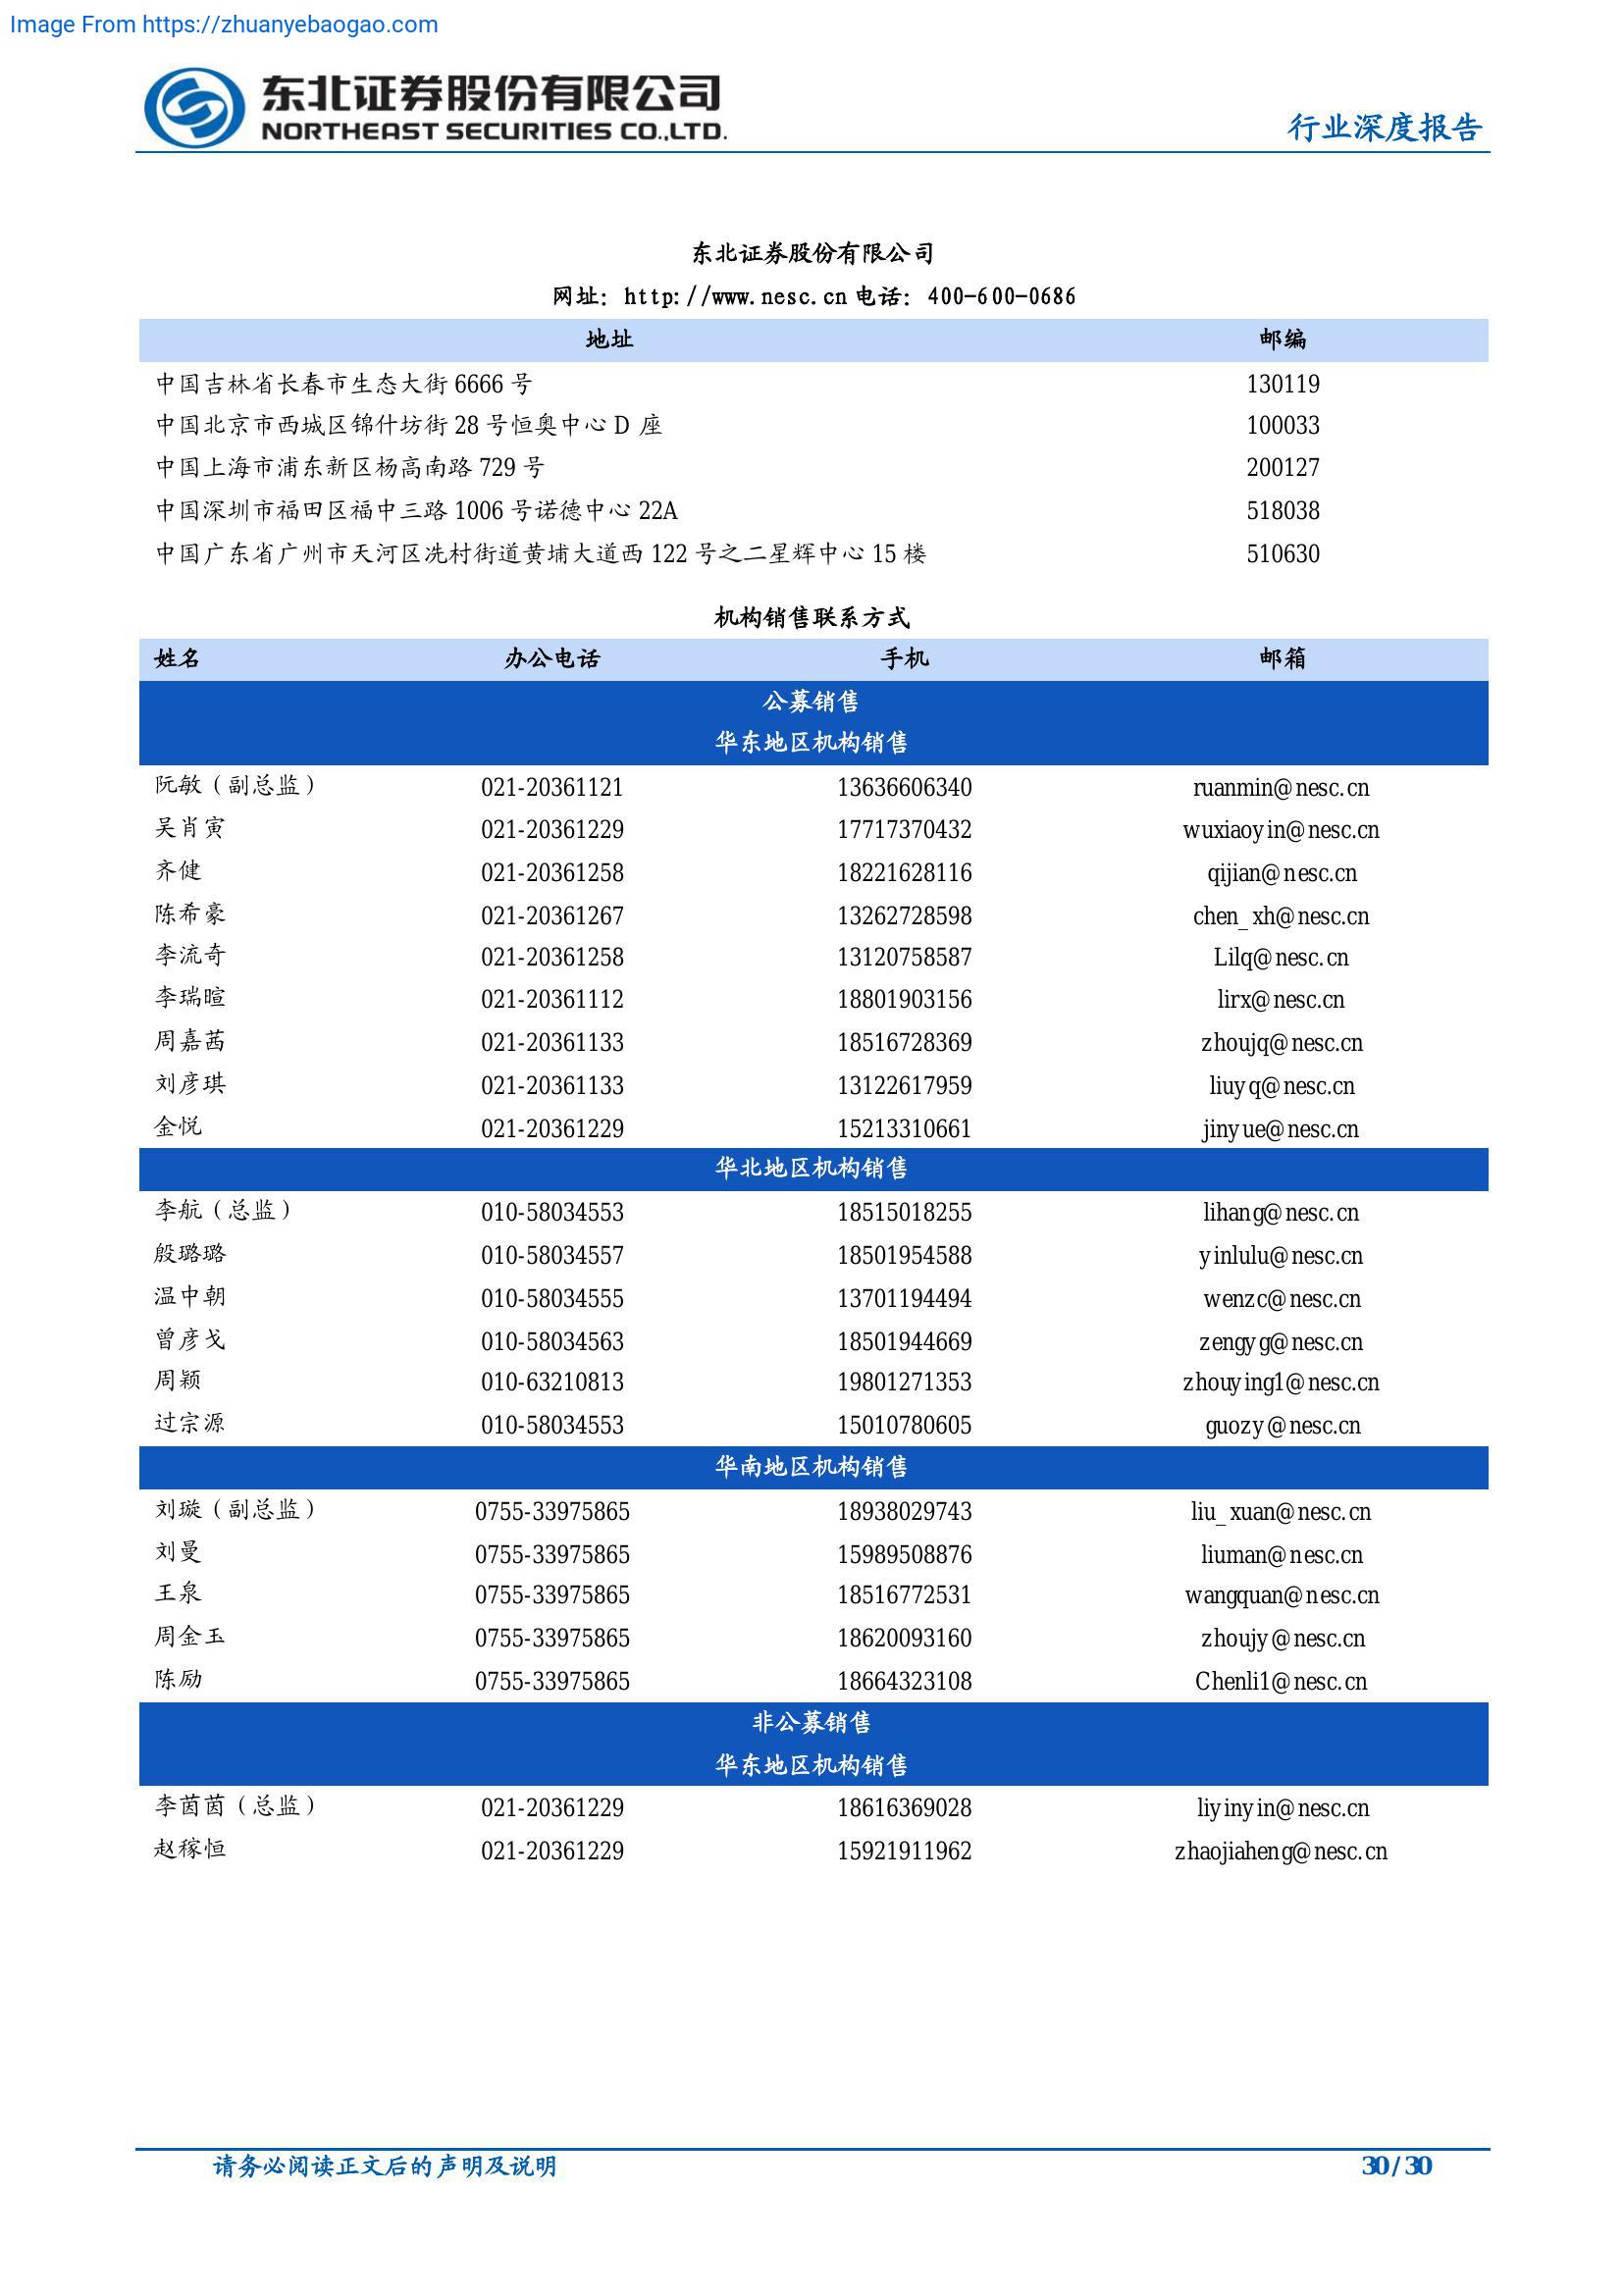 Image From https://zhuanyebaogao.com
东北证券股份有限公司
NORTHEAST SECURITIES CO.,LTD.
行业深度报告
东北证券股份有限公司
网址：http://www.nesc.cn 电话：400-600-0686
地址 邮编
中国吉林省长春市生态大街 6666 号 130119
中国北京市西城区锦什坊街 28 号恒奥中心 D 座 100033
中国上海市浦东新区杨高南路 729 号 200127
中国深圳市福田区福中三路 1006 号诺德中心 22A 518038
中国广东省广州市天河区冼村街道黄埔大道西 122 号之二星辉中心 15 楼 510630
机构销售联系方式
姓名 办公电话 手机 邮箱
公募销售
华东地区机构销售
阮敏（副总监） 021-20361121 13636606340 ruanmin@nesc.cn
吴肖寅 021-20361229 17717370432 wuxiaoyin@nesc.cn
齐健 021-20361258 18221628116 qijian@nesc.cn
陈希豪 021-20361267 13262728598 chen_xh@nesc.cn
李流奇 021-20361258 13120758587 Lilq@nesc.cn
李瑞暄 021-20361112 18801903156 lirx@nesc.cn
周嘉茜 021-20361133 18516728369 zhoujq@nesc.cn
刘彦琪 021-20361133 13122617959 liuyq@nesc.cn
金悦 021-20361229 15213310661 jinyue@nesc.cn
华北地区机构销售
李航（总监） 010-58034553 18515018255 lihang@nesc.cn
殷璐璐 010-58034557 18501954588 yinlulu@nesc.cn
温中朝 010-58034555 13701194494 wenzc@nesc.cn
曾彦戈 010-58034563 18501944669 zengyg@nesc.cn
周颖 010-63210813 19801271353 zhouying1@nesc.cn
过宗源 010-58034553 15010780605 guozy@nesc.cn
华南地区机构销售
刘璇（副总监） 0755-33975865 18938029743 liu_xuan@nesc.cn
刘曼 0755-33975865 15989508876 liuman@nesc.cn
王泉 0755-33975865 18516772531 wangquan@nesc.cn
周金玉 0755-33975865 18620093160 zhoujy@nesc.cn
陈励 0755-33975865 18664323108 Chenli1@nesc.cn
非公募销售
华东地区机构销售
李茵茵（总监） 021-20361229 18616369028 liyinyin@nesc.cn
赵稼恒 021-20361229 15921911962 zhaojiaheng@nesc.cn
请务必阅读正文后的声明及说明 30/30